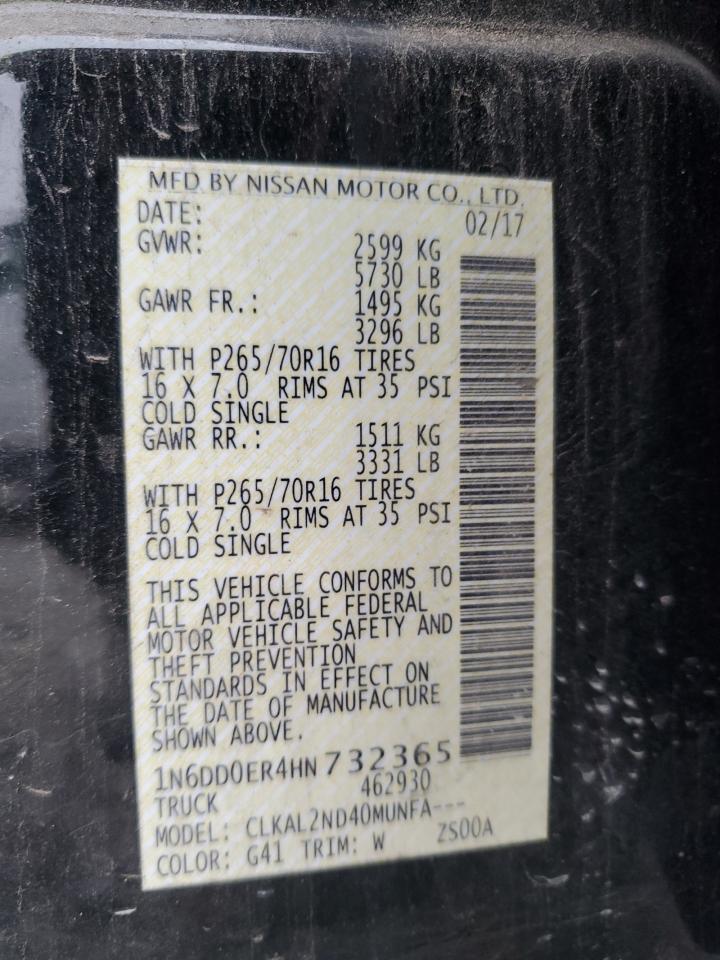 MFD BY NISSAN MOTOR CO., LTD.
DATE: 02/17
GVWR: 2599 KG
5730 LB
GAWR FR.: 1495 KG
3296 LB
WITH P265/70R16 TIRES
16 X 7.0 RIMS AT 35 PSI
COLD SINGLE
GAWR RR.: 1511 KG
3331 LB
WITH P265/70R16 TIRES
16 X 7.0 RIMS AT 35 PSI
COLD SINGLE
THIS VEHICLE CONFORMS TO
ALL APPLICABLE FEDERAL
MOTOR VEHICLE SAFETY AND
THEFT PREVENTION
STANDARDS IN EFFECT ON
THE DATE OF MANUFACTURE
SHOWN ABOVE.
1N6DD0ER4HN732365
TRUCK 462930
MODEL: CLKAL2ND40MUNFA---
COLOR: G41 TRIM: W ZS00A